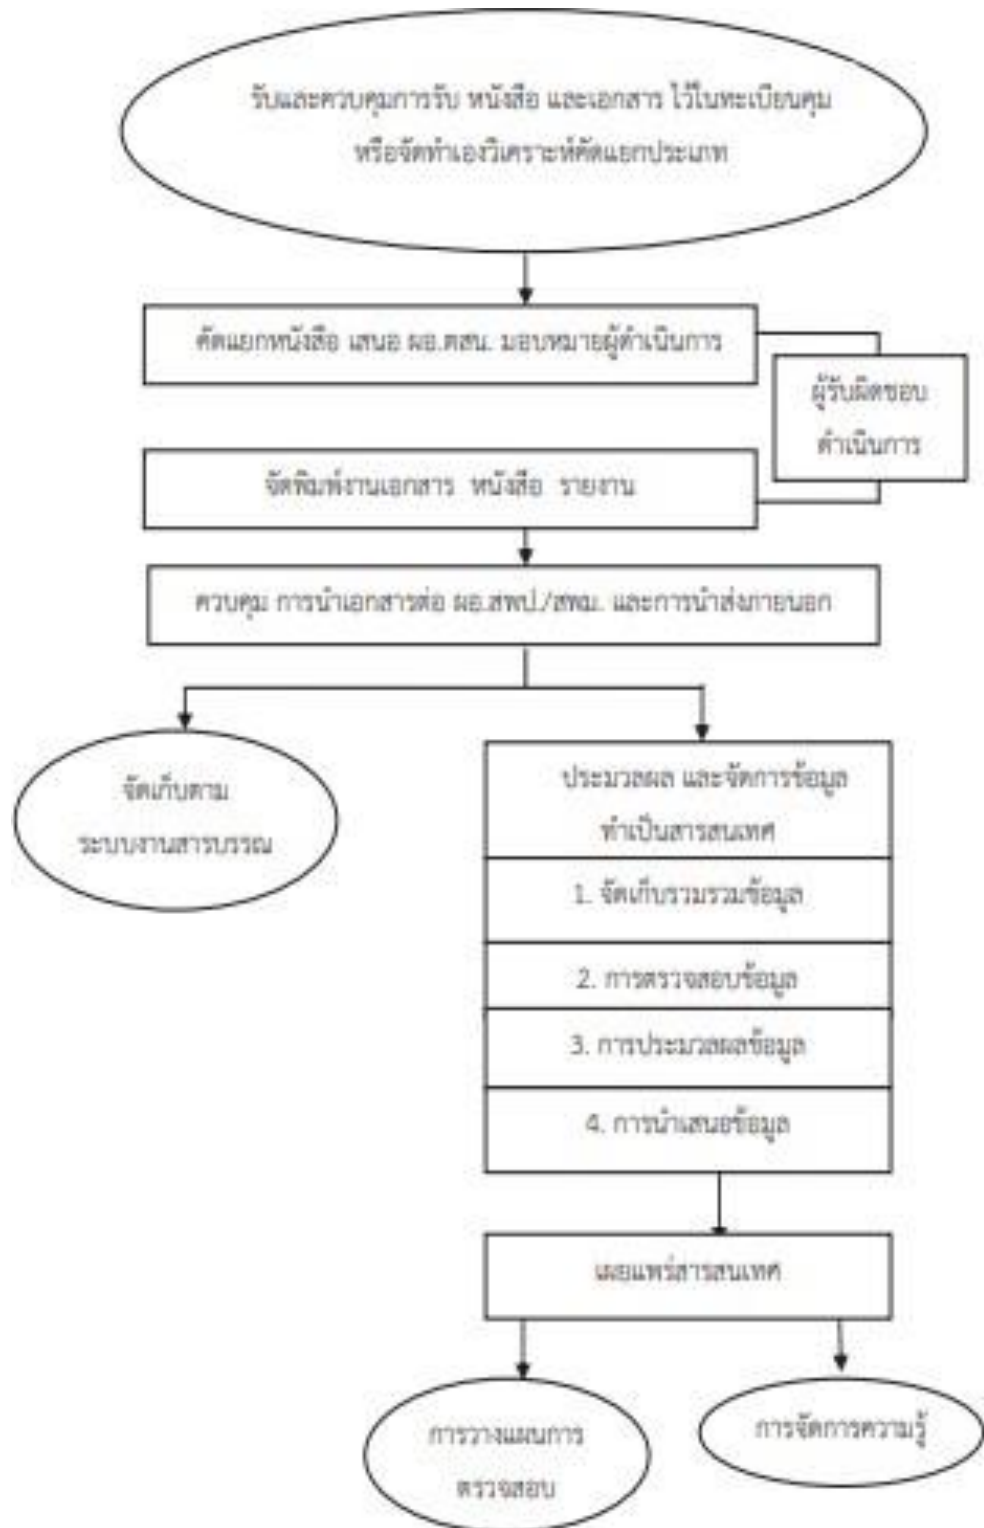 รับและควบคุมการรับ หนังสือ และเอกสาร ไว้ในทะเบียนคุม
หรือจัดทำเองวิเคราะห์คัดแยกประเภท
คัดแยกหนังสือ เสนอ ผอ.ตสน. มอบหมายผู้ดำเนินการ
ผู้รับผิดชอบ
ดำเนินการ
จัดพิมพ์งานเอกสาร หนังสือ รายงาน
ควบคุม การนำเอกสารต่อ ผอ.สพป./สพม. และการนำส่งภายนอก
จัดเก็บตาม
ระบบงานสารบรรณ
ประมวลผล และจัดการข้อมูล
ทำเป็นสารสนเทศ
1. จัดเก็บรวมรวมข้อมูล
2. การตรวจสอบข้อมูล
3. การประมวลผลข้อมูล
4. การนำเสนอข้อมูล
เผยแพร่สารสนเทศ
การวางแผนการ
ตรวจสอบ
การจัดการความรู้